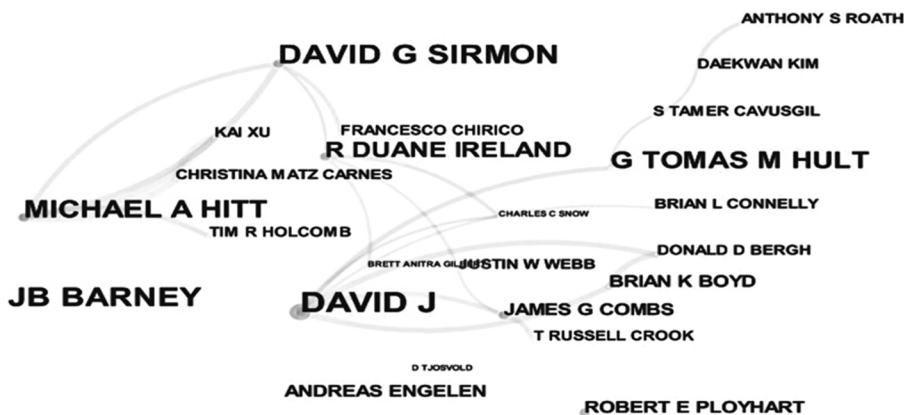 ANTHONY S ROATH
DAVID G SIRMON
DAEKWAN KIM
S TAMER CAVUSGIL
KAI XU
FRANCESCO CHIRICO
R DUANE IRELAND
G TOMAS M HULT
CHRISTINA MATZ CARNES
MICHAEL A HITT
CHARLES C SNOW
BRIAN L CONNELLY
TIM R HOLCOMB
DONALD D BERGH
BRETT ANITRA
JUSTIN W WEBB
BRIAN K BOYD
JB BARNEY
DAVID J
JAMES G COMBS
T RUSSELL CROOK
D TJOSVOLD
ANDREAS ENGELEN
ROBERT E PLOYHART